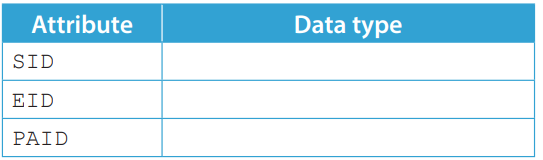 Attribute Data type
SID
EID
PAID